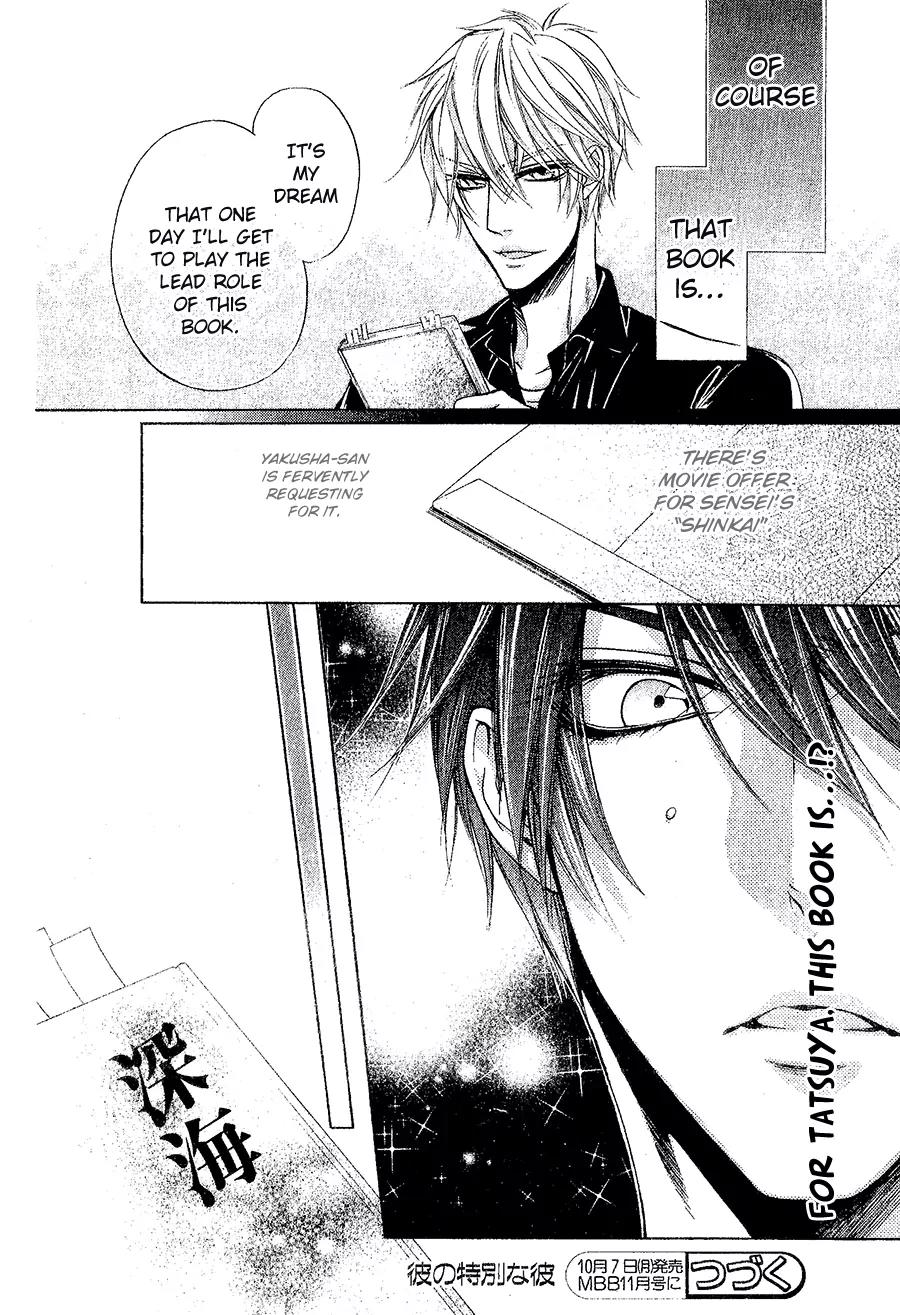 OF
COURSE
THAT
BOOK
IS...
IT'S
MY
DREAM
THAT ONE
DAY I'LL GET
TO PLAY THE
LEAD ROLE
OF THIS
BOOK.
THERE'S
MOVIE OFFER
FOR SENSEI'S
"SHINKAI".
YAKUSHA-SAN
IS FERVENTLY
REQUESTING
FOR IT.
FOR TATSUYA. THIS BOOK IS...!?
深海
彼の特別な彼
10月7日(月)発売
MBB11月号に
つづく